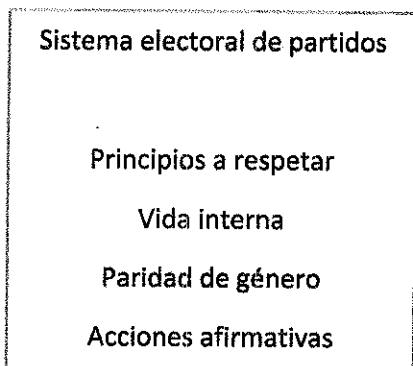 Sistema electoral de partidos
Principios a respetar
Vida interna
Paridad de género
Acciones afirmativas